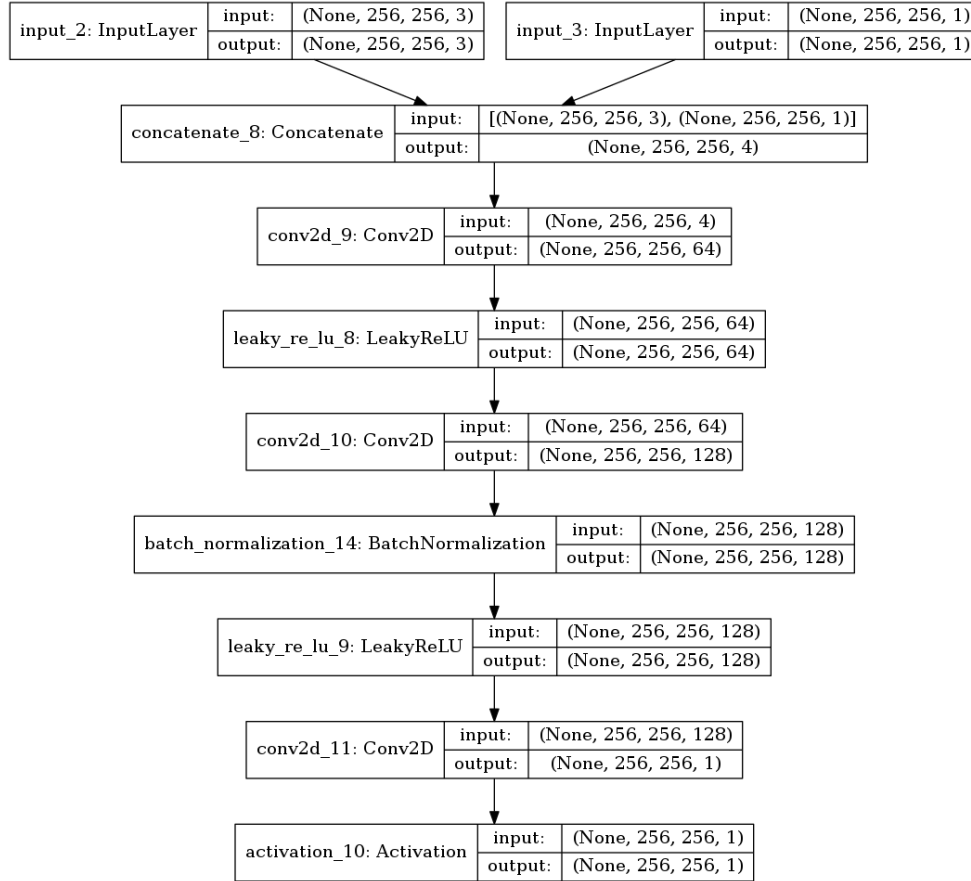 input_2: InputLayer
input: (None, 256, 256, 3)
output: (None, 256, 256, 3)
input_3: InputLayer
input: (None, 256, 256, 1)
output: (None, 256, 256, 1)
concatenate_8: Concatenate
input: [(None, 256, 256, 3), (None, 256, 256, 1)]
output: (None, 256, 256, 4)
conv2d_9: Conv2D
input: (None, 256, 256, 4)
output: (None, 256, 256, 64)
leaky_re_lu_8: LeakyReLU
input: (None, 256, 256, 64)
output: (None, 256, 256, 64)
conv2d_10: Conv2D
input: (None, 256, 256, 64)
output: (None, 256, 256, 128)
batch_normalization_14: BatchNormalization
input: (None, 256, 256, 128)
output: (None, 256, 256, 128)
leaky_re_lu_9: LeakyReLU
input: (None, 256, 256, 128)
output: (None, 256, 256, 128)
conv2d_11: Conv2D
input: (None, 256, 256, 128)
output: (None, 256, 256, 1)
activation_10: Activation
input: (None, 256, 256, 1)
output: (None, 256, 256, 1)